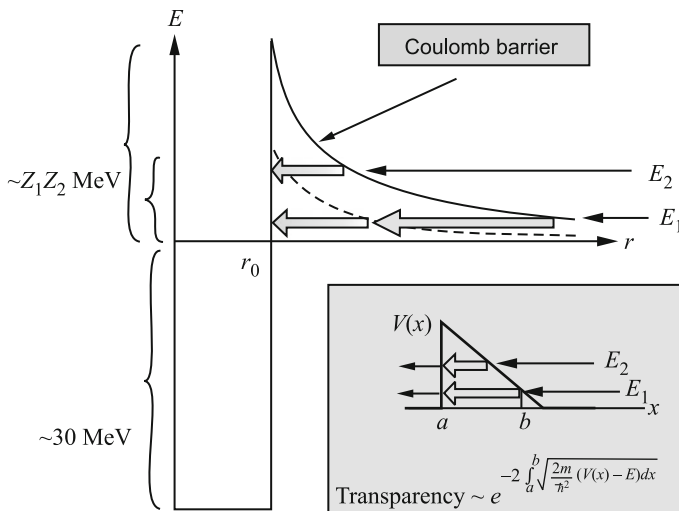 E
Coulomb barrier
~Z₁Z₂ MeV
E₂
E₁
r
r₀
~30 MeV
V(x)
E₂
E₁
x
a
b
Transparency ~ e^{-2 ∫_a^b √(2m/ħ² (V(x) – E)dx)}